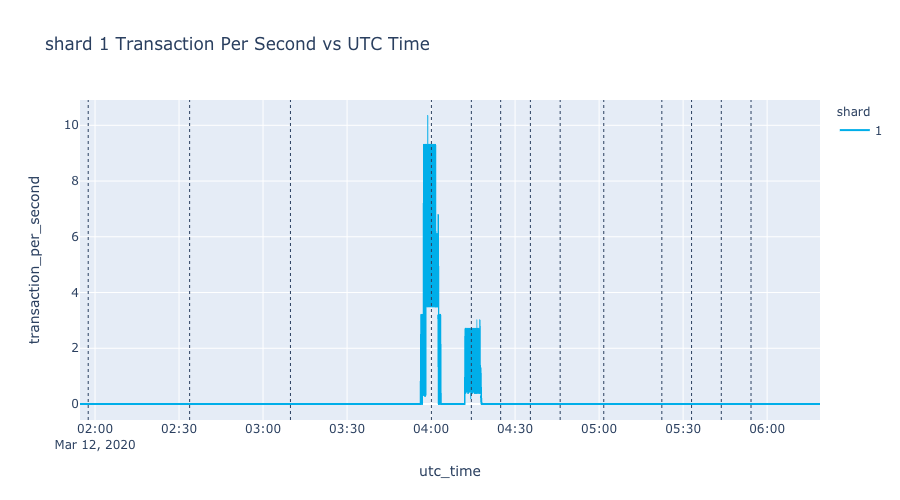 shard 1 Transaction Per Second vs UTC Time
shard
1
transaction_per_second
10
8
6
4
2
0
02:00 02:30 03:00 03:30 04:00 04:30 05:00 05:30 06:00
Mar 12, 2020
utc_time